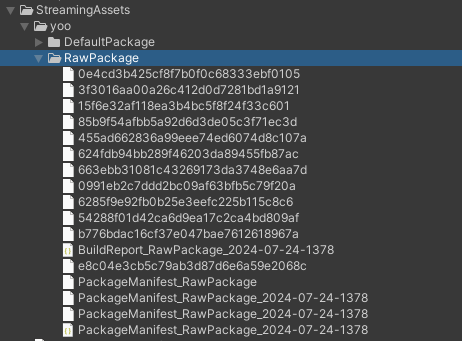 StreamingAssets
yoo
DefaultPackage
RawPackage
0e4cd3b425cf8f7b0f0c68333ebf0105
3f3016aa00a26c412d0d7281bd1a9121
15f6e32af118ea3b4bc5f8f24f33c601
85b9f54afbb5a92d6d3de05c3f71ec3d
455ad662836a99eee74ed6074d8c107a
624fdb94bb289f46203da89455fb87ac
663ebb31081c43269173da3748e6aa7d
0991eb2c7ddd2bc09af63bfb5c79f20a
6285f9e92fb0b25e3eefc225b115c8c6
54288f01d42ca6d9ea17c2ca4bd809af
b776bdac16cf37e047bae7612618967a
BuildReport_RawPackage_2024-07-24-1378
e8c04e3cb5c79ab3d87d6e6a59e2068c
PackageManifest_RawPackage
PackageManifest_RawPackage_2024-07-24-1378
PackageManifest_RawPackage_2024-07-24-1378
PackageManifest_RawPackage_2024-07-24-1378